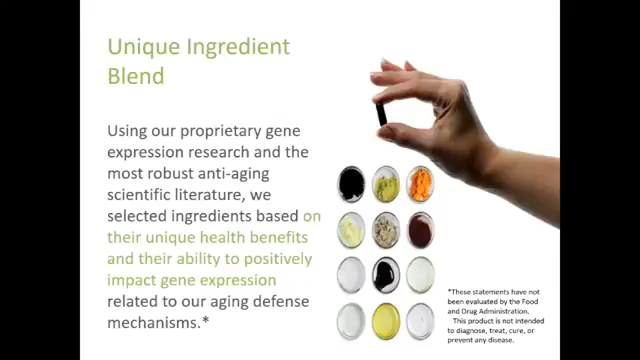 Unique Ingredient
Blend
Using our proprietary gene
expression research and the
most robust anti-aging
scientific literature, we
selected ingredients based on
their unique health benefits
and their ability to positively
impact gene expression
related to our aging defense
mechanisms.*
*These statements have not
been evaluated by the Food
and Drug Administration.
This product is not intended
to diagnose, treat, cure, or
prevent any disease.